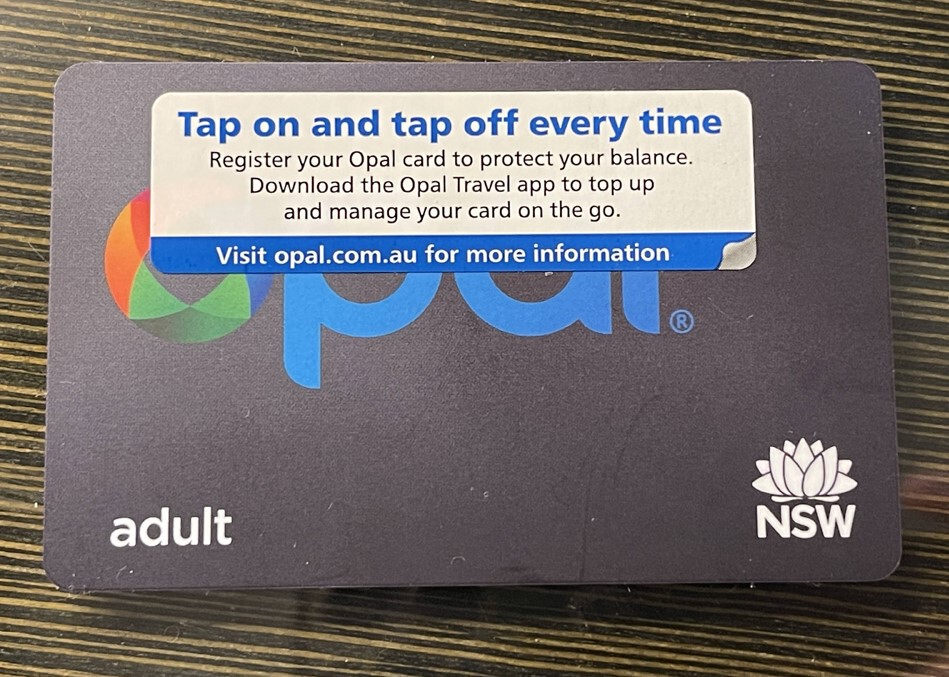 Tap on and tap off every time
Register your Opal card to protect your balance.
Download the Opal Travel app to top up
and manage your card on the go.
Visit opal.com.au for more information
opal®
adult
NSW